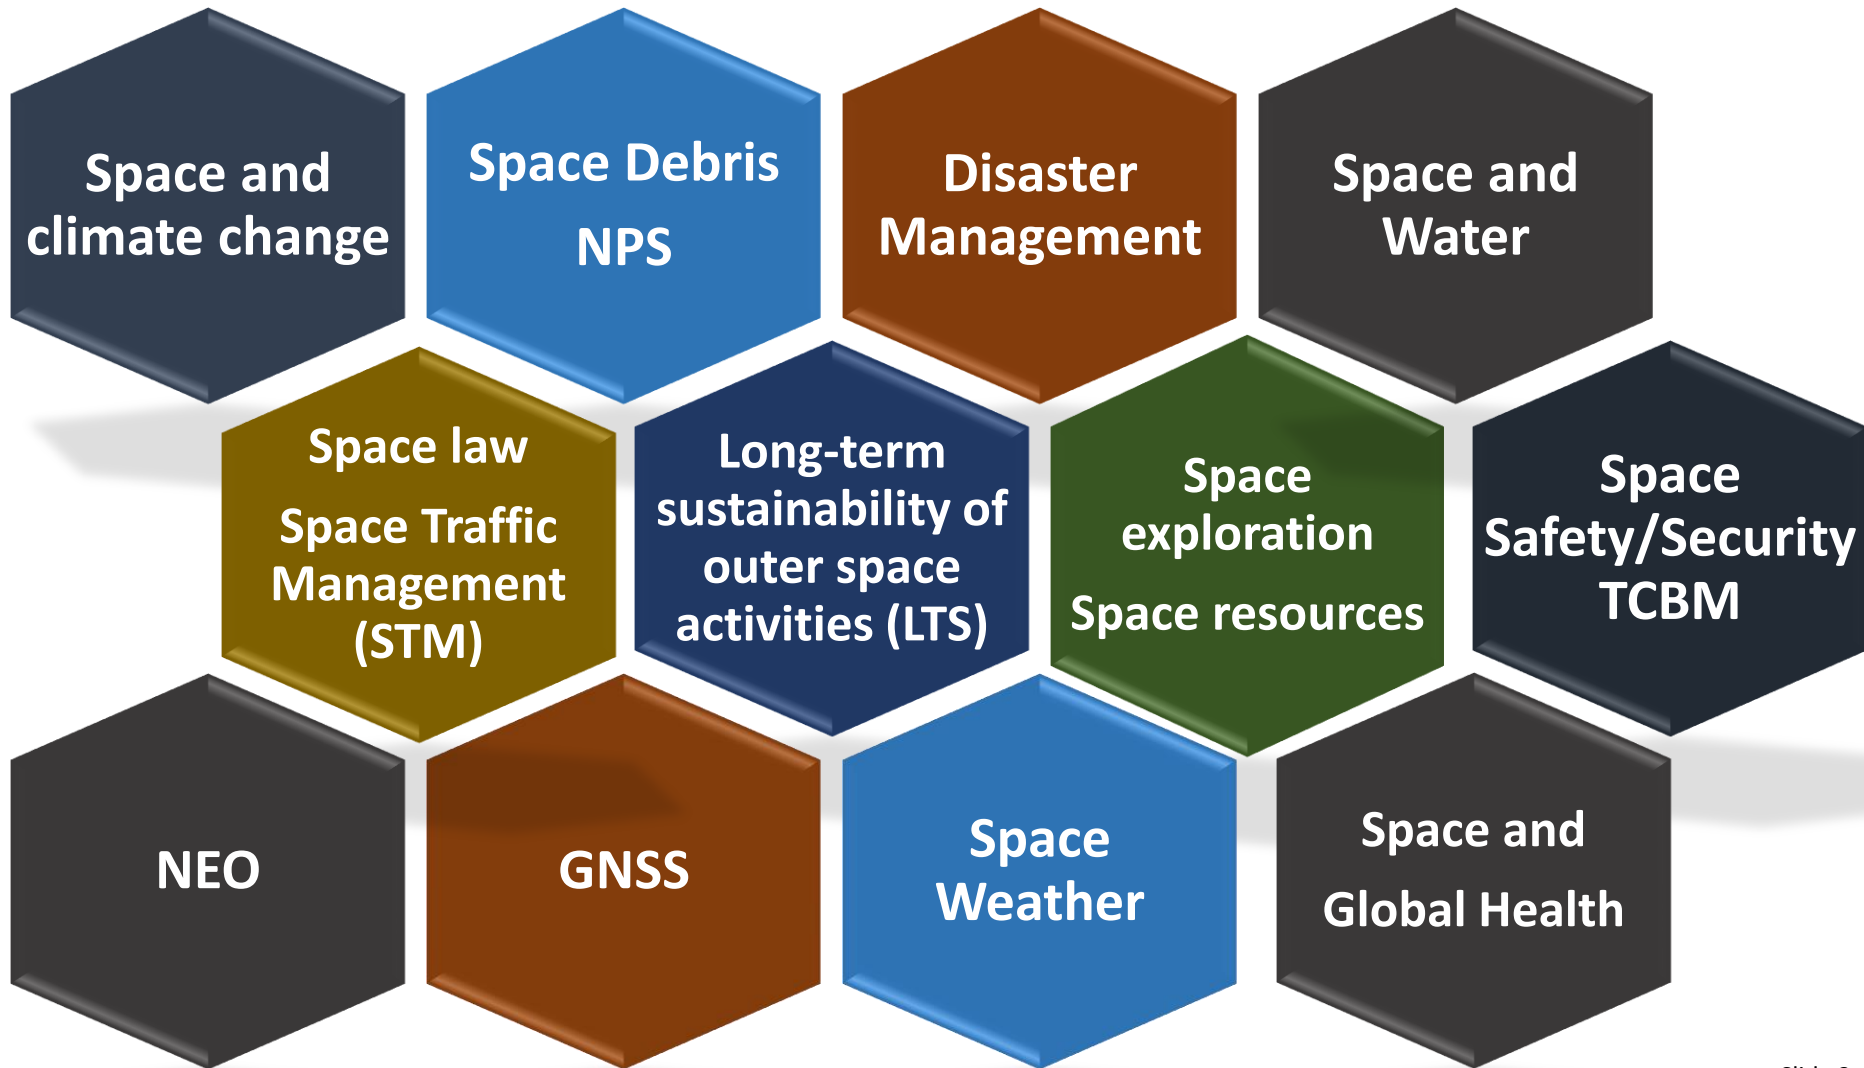 Space and
climate change
Space Debris
NPS
Disaster
Management
Space and
Water
Space law
Space Traffic
Management
(STM)
Long-term
sustainability of
outer space
activities (LTS)
Space
exploration
Space resources
Space
Safety/Security
TCBM
NEO
GNSS
Space
Weather
Space and
Global Health